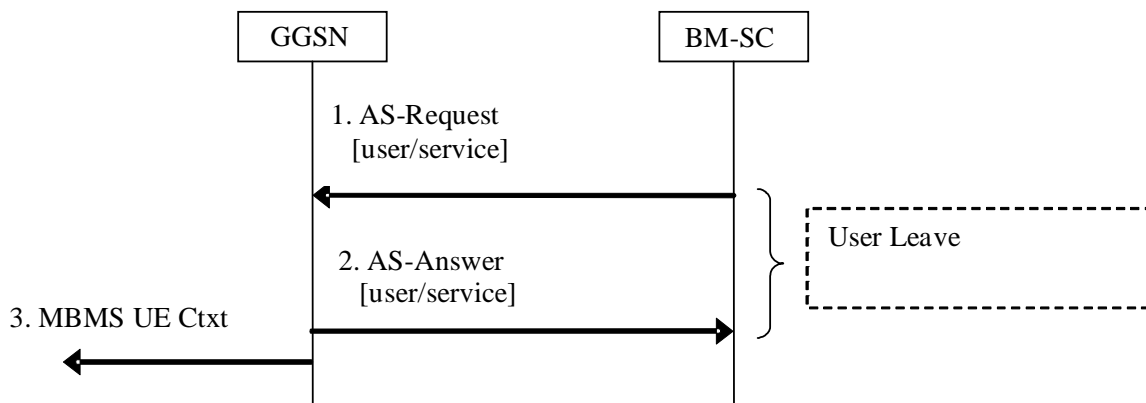 GGSN
BM-SC
1. AS-Request
[user/service]
User Leave
2. AS-Answer
[user/service]
3. MBMS UE Ctxt